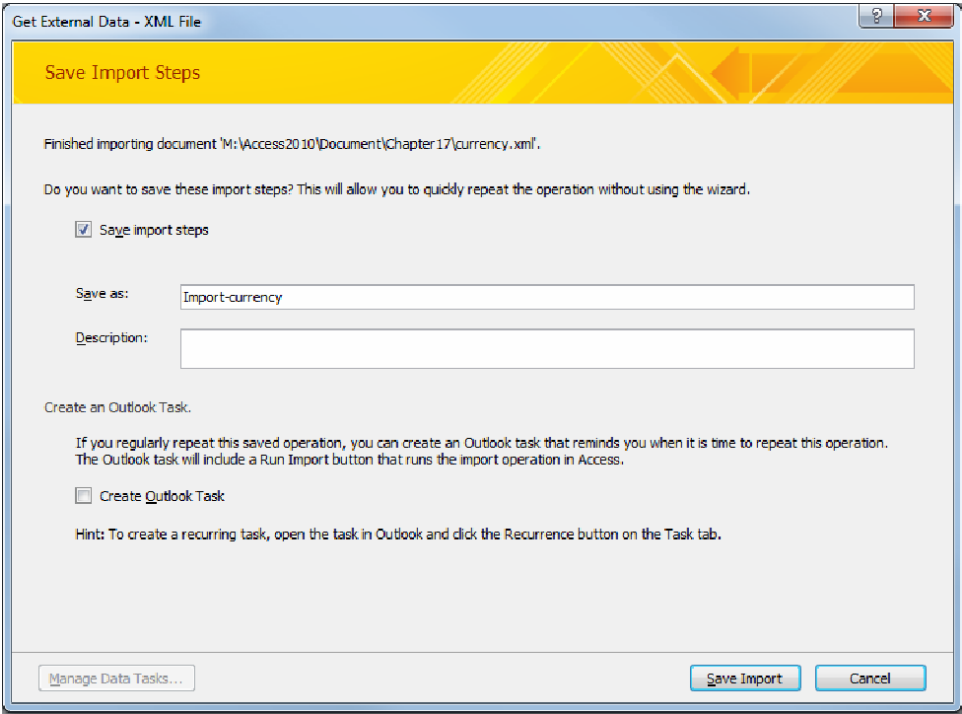 Get External Data - XML File
?
Save Import Steps
Finished importing document 'M:\Access2010\Document\Chapter17\currency.xml'.
Do you want to save these import steps? This will allow you to quickly repeat the operation without using the wizard.
Save import steps
Save as:
Import-currency
Description:
Create an Outlook Task.
If you regularly repeat this saved operation, you can create an Outlook task that reminds you when it is time to repeat this operation.
The Outlook task will include a Run Import button that runs the import operation in Access.
Create Outlook Task
Hint: To create a recurring task, open the task in Outlook and click the Recurrence button on the Task tab.
Manage Data Tasks...
Save Import
Cancel